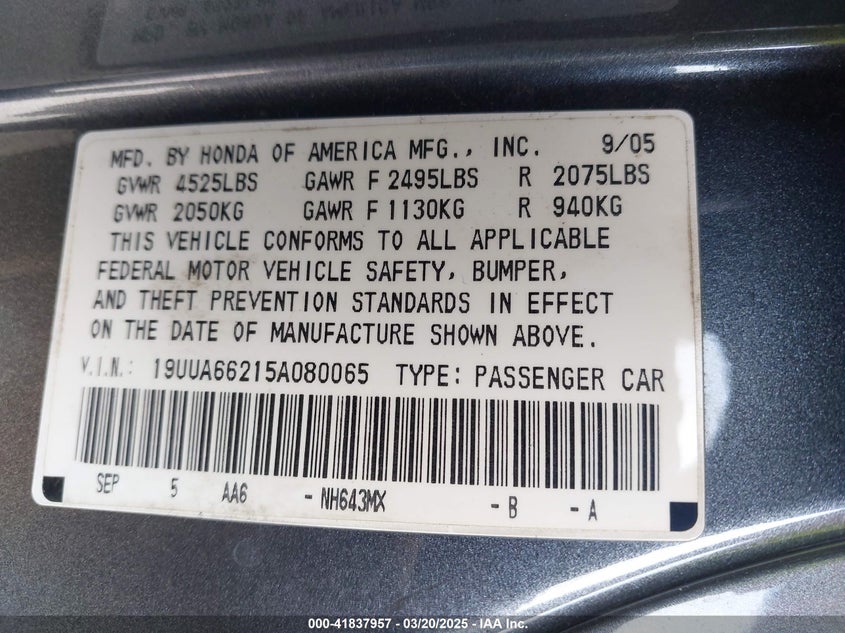 MFD. BY HONDA OF AMERICA MFG., INC. 9/05
GVWR 4525LBS GAWR F 2495LBS R 2075LBS
GVWR 2050KG GAWR F 1130KG R 940KG
THIS VEHICLE CONFORMS TO ALL APPLICABLE
FEDERAL MOTOR VEHICLE SAFETY, BUMPER,
AND THEFT PREVENTION STANDARDS IN EFFECT
ON THE DATE OF MANUFACTURE SHOWN ABOVE.
V.I.N.: 19UUA66215A080065 TYPE: PASSENGER CAR
SEP 5 AA6 -NH643MX -B -A
000-41837957 - 03/20/2025 - IAA Inc.